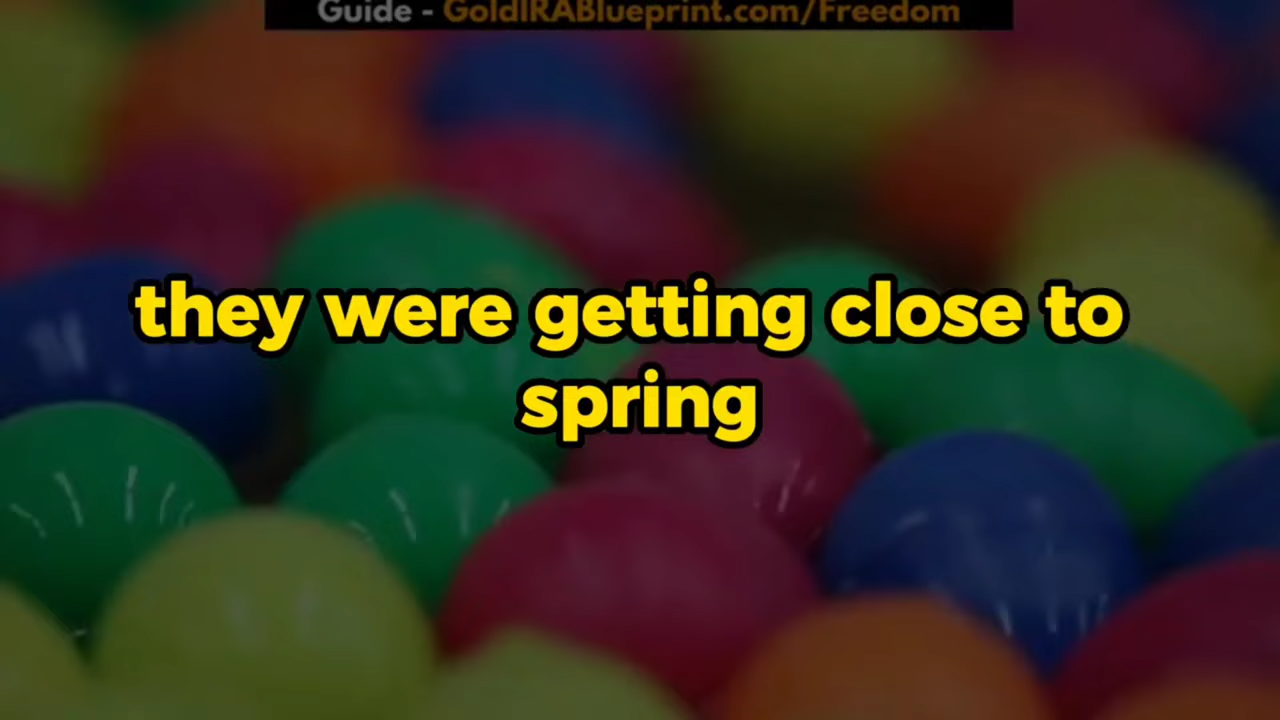 Guide - GoldIRABlueprint.com/Freedom
they were getting close to
spring